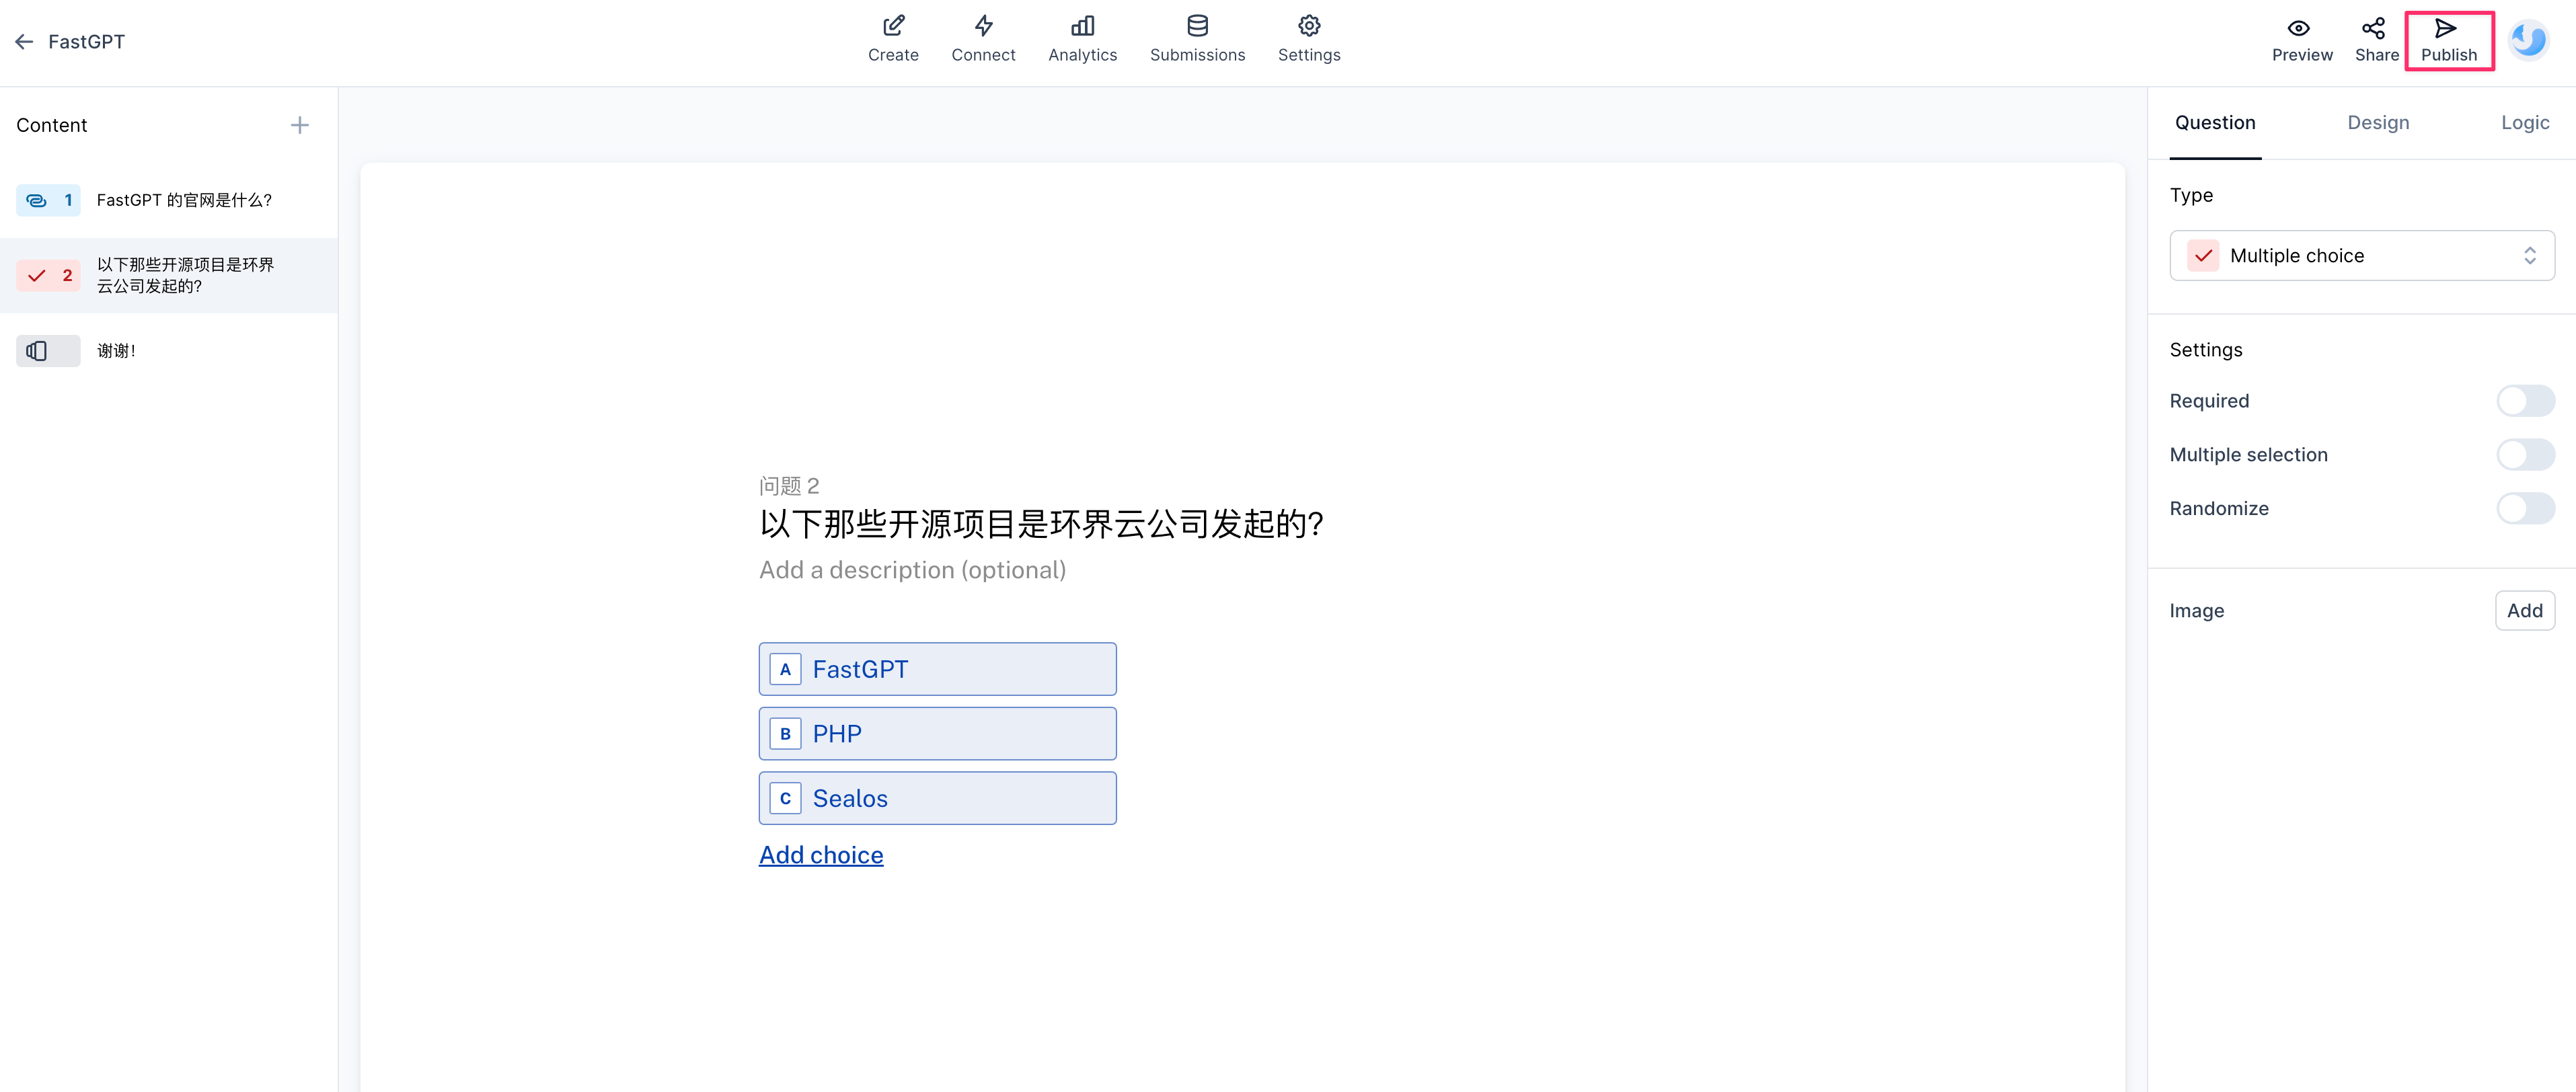 FastGPT
Create
Connect
Analytics
Submissions
Settings
Preview
Share
Publish
Content
1
FastGPT 的官网是什么?
2
以下那些开源项目是环界
云公司发起的?
谢谢!
问题 2
以下那些开源项目是环界云公司发起的?
Add a description (optional)
A FastGPT
B PHP
C Sealos
Add choice
Question
Design
Logic
Type
Multiple choice
Settings
Required
Multiple selection
Randomize
Image
Add